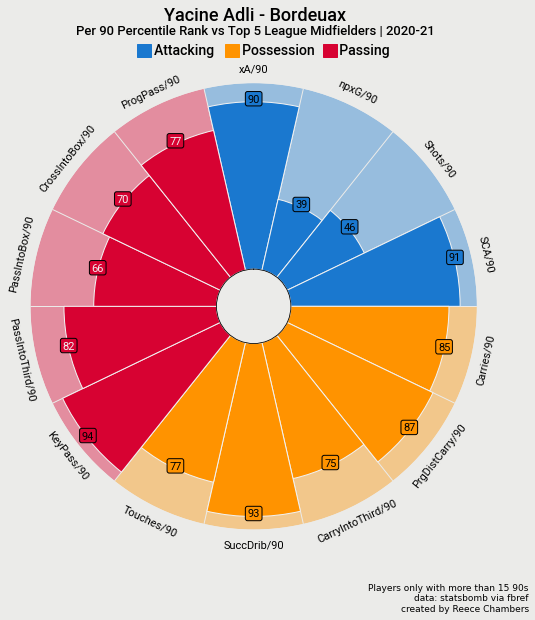 Yacine Adli - Bordeuax
Per 90 Percentile Rank vs Top 5 League Midfielders | 2020-21
Attacking Possession Passing
xA/90
npxG/90
Shots/90
SCA/90
Carries/90
PrgDistCarry/90
CarryIntoThird/90
SuccDrib/90
Touches/90
KeyPass/90
PassIntoThird/90
PassIntoBox/90
CrossIntoBox/90
ProgPass/90
90
39
46
91
85
87
75
93
77
94
82
66
70
77
Players only with more than 15 90s
data: statsbomb via fbref
created by Reece Chambers